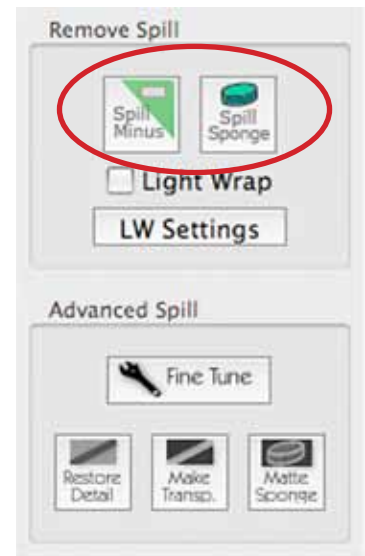 Remove Spill
Spill Spill
Minus Sponge
Light Wrap
LW Settings
Advanced Spill
Fine Tune
Restore Make Matte
Detail Transp. Sponge